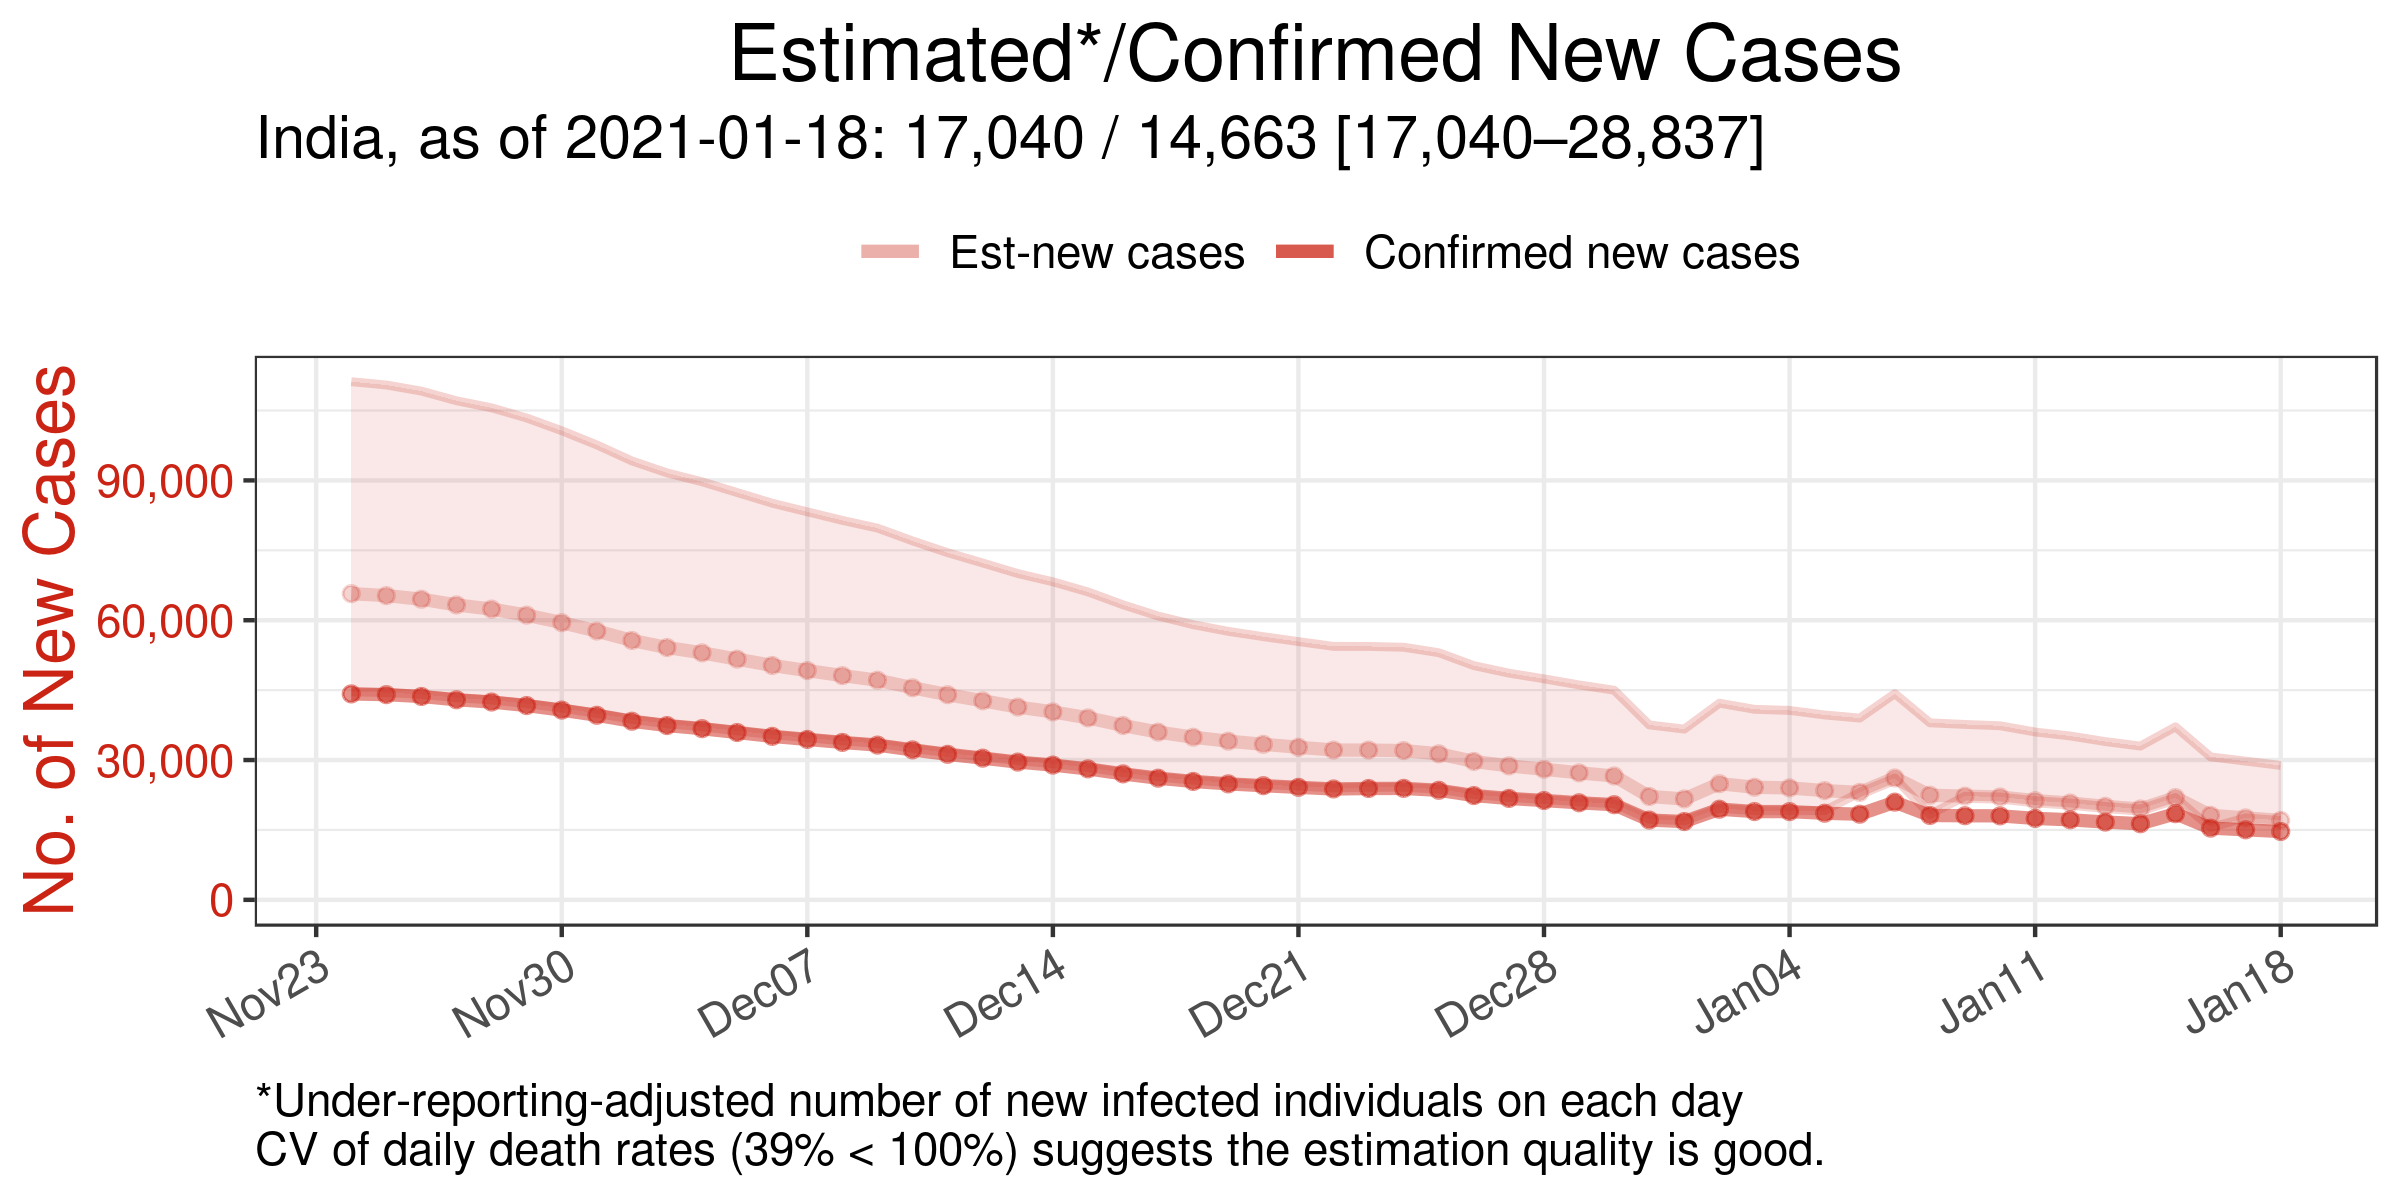 Estimated*/Confirmed New Cases
India, as of 2021-01-18: 17,040 / 14,663 [17,040–28,837]
Est-new cases
Confirmed new cases
No. of New Cases
90,000
60,000
30,000
0
Nov23
Nov30
Dec07
Dec14
Dec21
Dec28
Jan04
Jan11
Jan18
*Under-reporting-adjusted number of new infected individuals on each day
CV of daily death rates (39% < 100%) suggests the estimation quality is good.